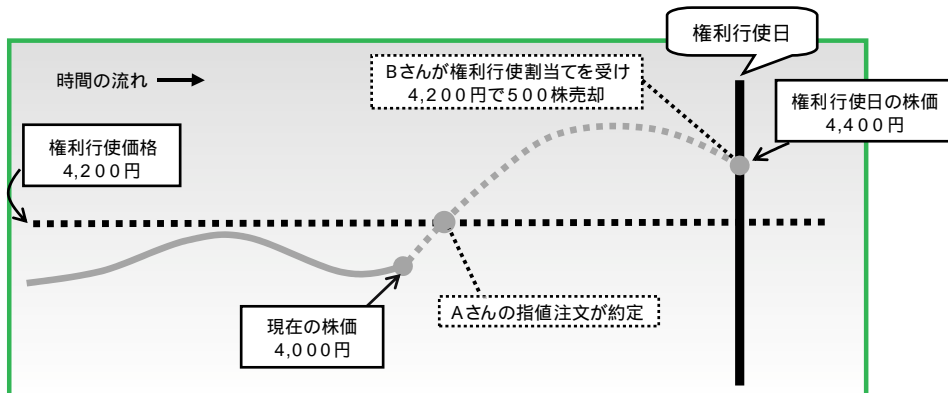 権利行使日
時間の流れ
Bさんが権利行使割当てを受け
4,200円で500株売却
権利行使日の株価
4,400円
権利行使価格
4,200円
Aさんの指値注文が約定
現在の株価
4,000円